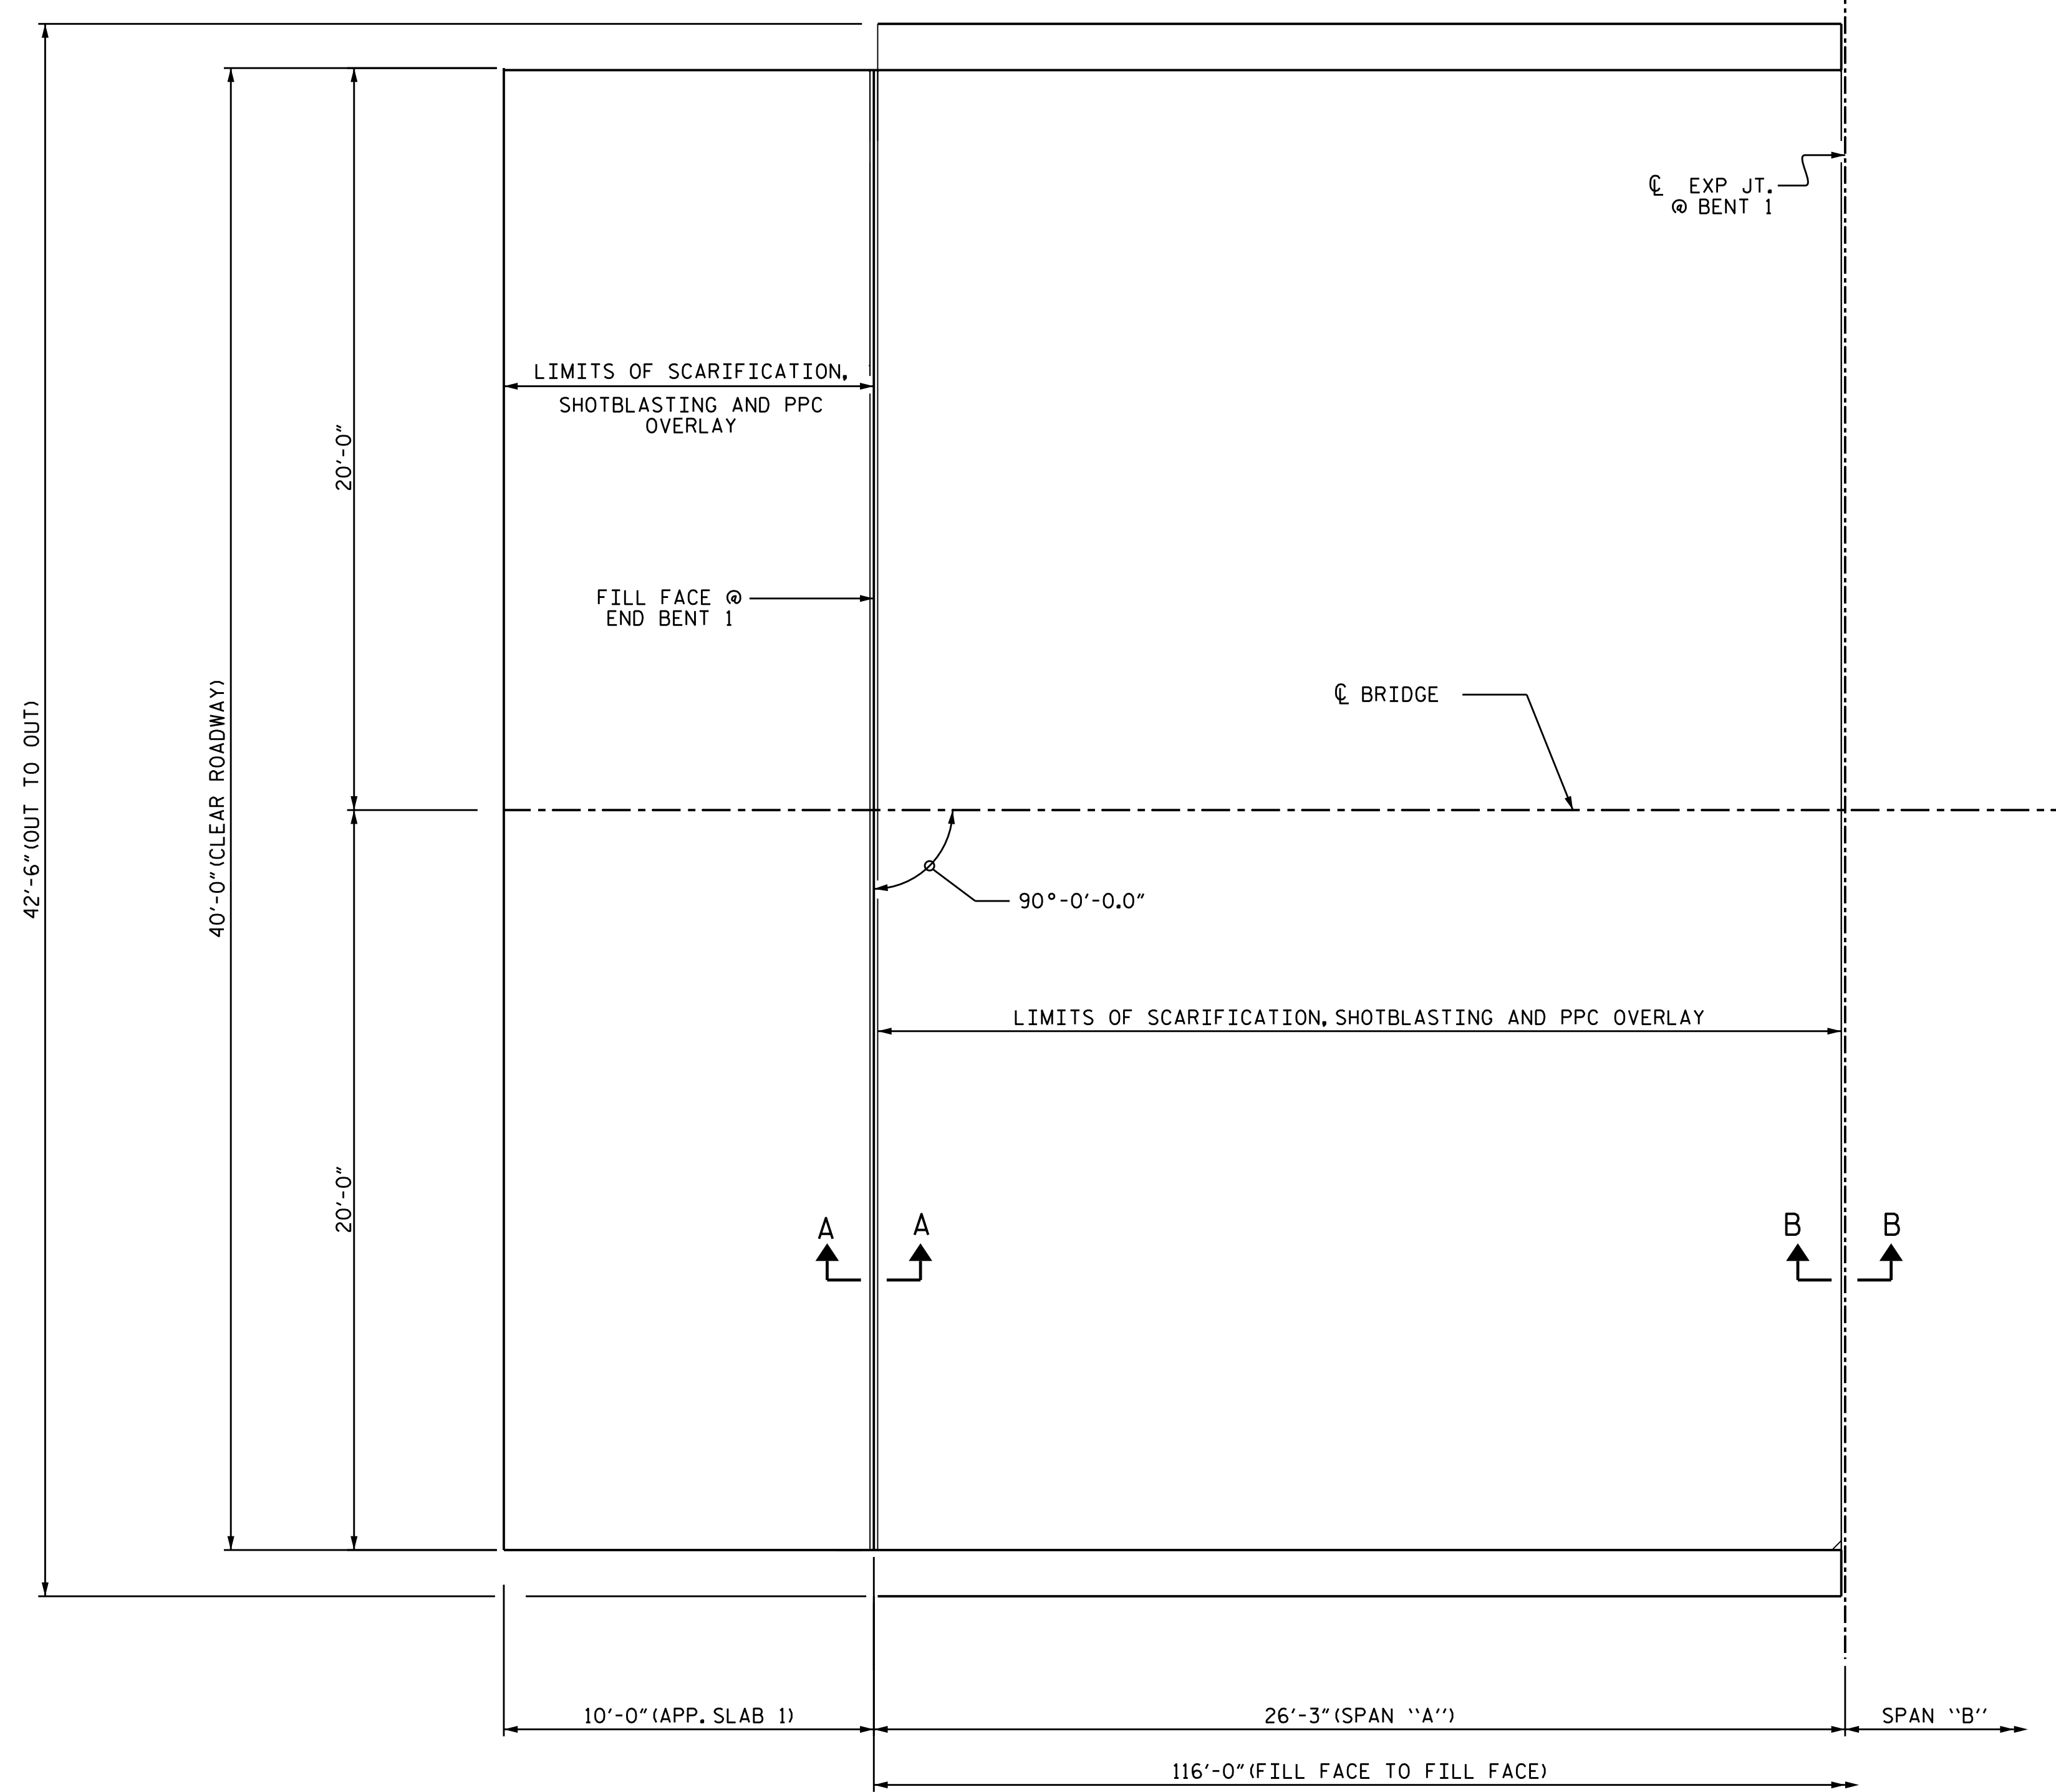 ℄ EXP JT.
@ BENT 1
LIMITS OF SCARIFICATION,
SHOTBLASTING AND PPC
OVERLAY
20'-0"
FILL FACE @
END BENT 1
℄ BRIDGE
42'-6"(OUT TO OUT)
40'-0"(CLEAR ROADWAY)
90°-0'-0.0"
LIMITS OF SCARIFICATION, SHOTBLASTING AND PPC OVERLAY
20'-0"
A A
B B
10'-0"(APP. SLAB 1)
26'-3"(SPAN ``A'')
SPAN ``B''
116'-0"(FILL FACE TO FILL FACE)